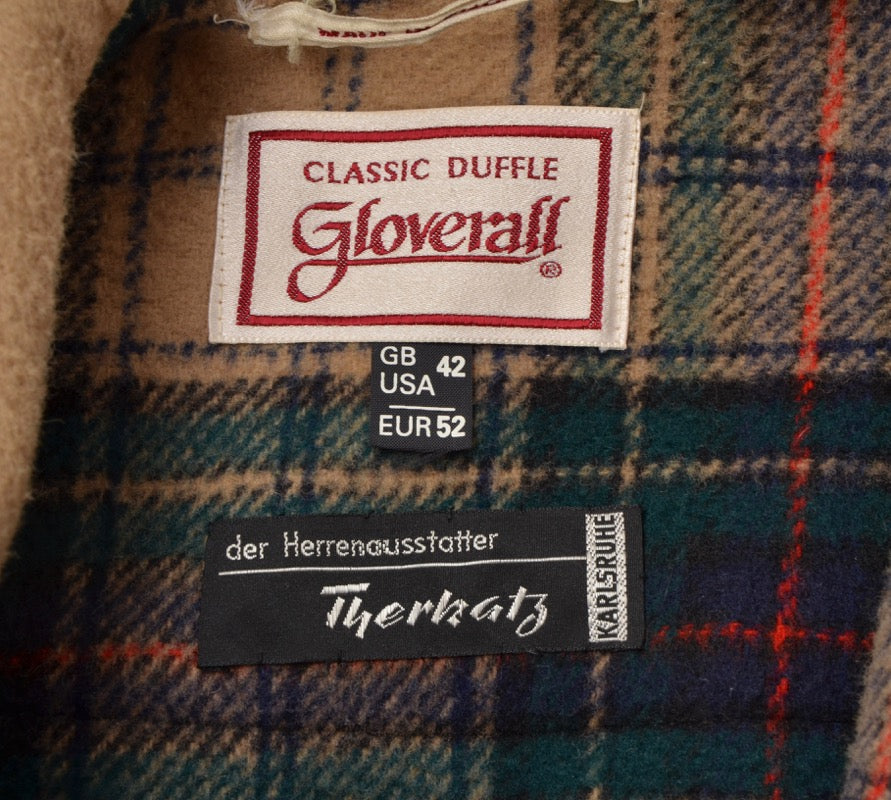 CLASSIC DUFFLE
Gloverall®
GB
USA 42
EUR 52
der Herrenausstatter
Therkatz
KARLSRUHE